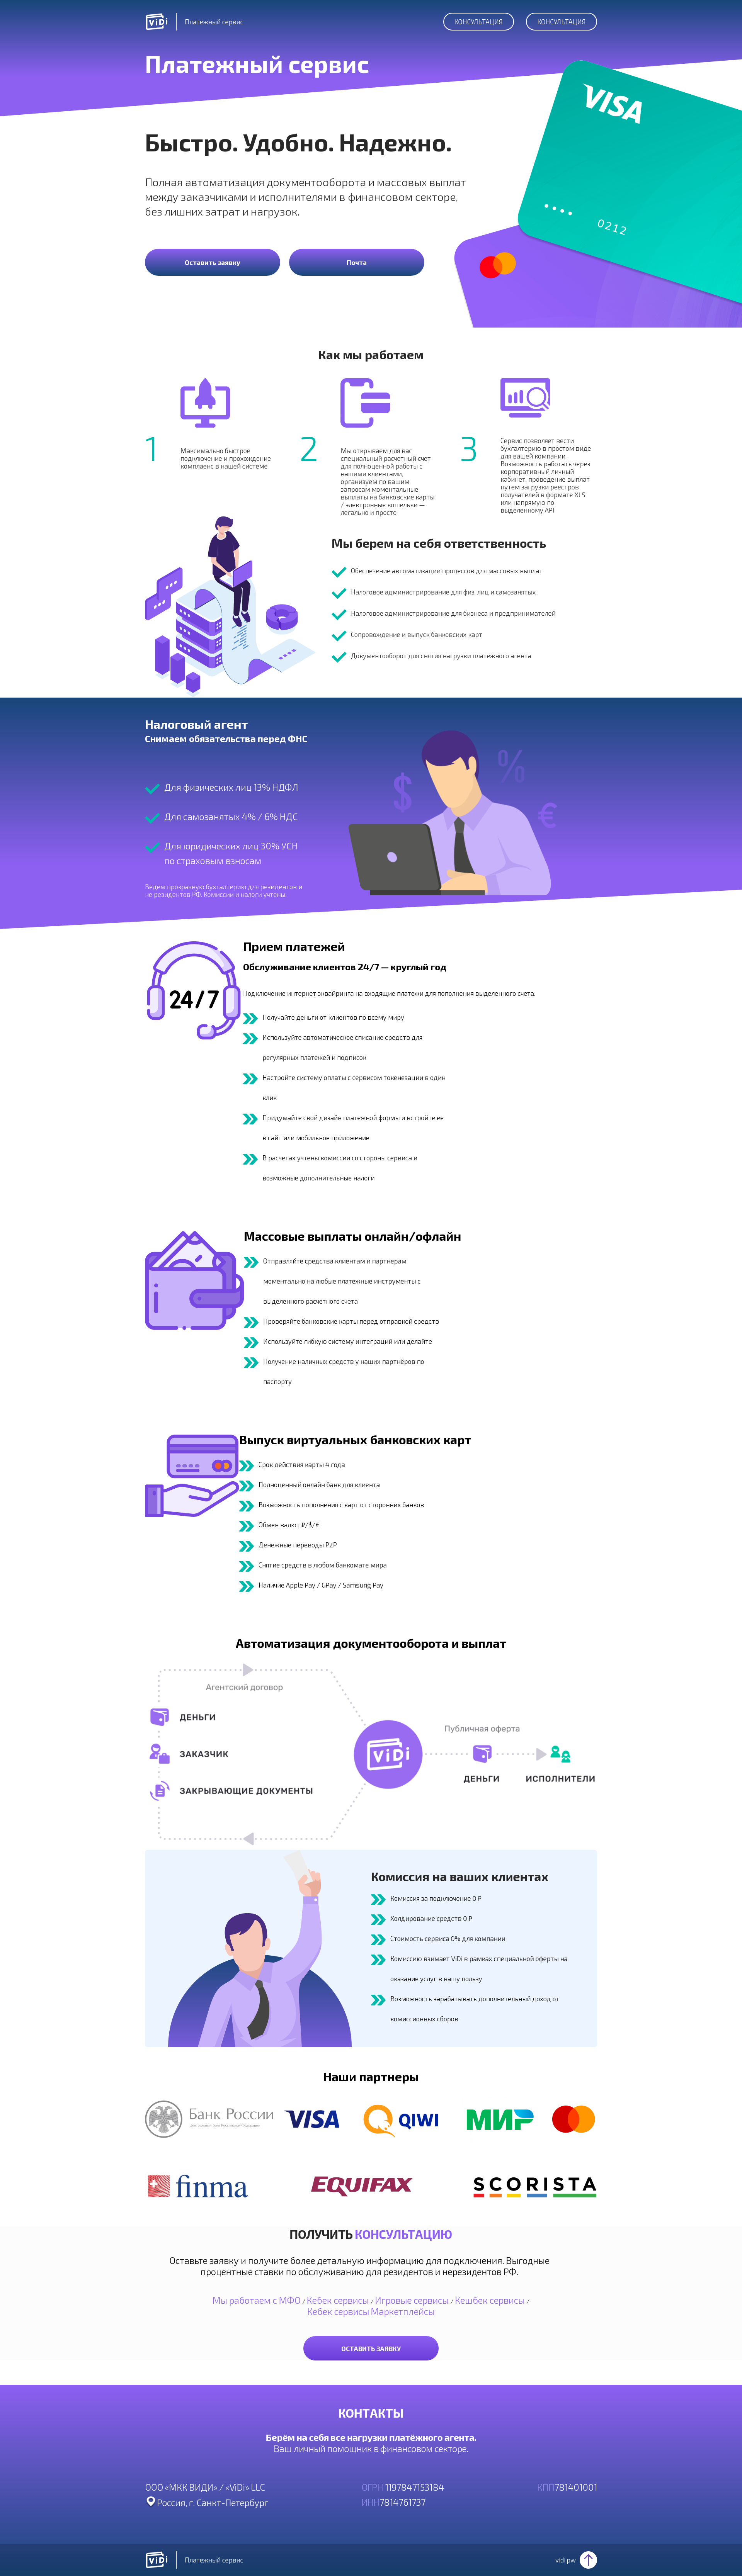 ViDi
Платежный сервис
КОНСУЛЬТАЦИЯ
КОНСУЛЬТАЦИЯ
Платежный сервис
VISA
0212
Быстро. Удобно. Надежно.
Полная автоматизация документооборота и массовых выплат
между заказчиками и исполнителями в финансовом секторе,
без лишних затрат и нагрузок.
Оставить заявку
Почта
Как мы работаем
1
Максимально быстрое
подключение и прохождение
комплаенс в нашей системе
2
Мы открываем для вас
специальный расчетный счет
для полноценной работы с
вашими клиентами,
организуем по вашим
запросам моментальные
выплаты на банковские карты
/ электронные кошельки —
легально и просто
3
Сервис позволяет вести
бухгалтерию в простом виде
для вашей компании.
Возможность работать через
корпоративный личный
кабинет, проведение выплат
путем загрузки реестров
получателей в формате XLS
или напрямую по
выделенному API
Мы берем на себя ответственность
Обеспечение автоматизации процессов для массовых выплат
Налоговое администрирование для физ. лиц и самозанятых
Налоговое администрирование для бизнеса и предпринимателей
Сопровождение и выпуск банковских карт
Документооборот для снятия нагрузки платежного агента
Налоговый агент
Снимаем обязательства перед ФНС
$
%
€
Для физических лиц 13% НДФЛ
Для самозанятых 4% / 6% НДС
Для юридических лиц 30% УСН
по страховым взносам
Ведем прозрачную бухгалтерию для резидентов и
не резидентов РФ. Комиссии и налоги учтены.
24/7
Прием платежей
Обслуживание клиентов 24/7 — круглый год
Подключение интернет эквайринга на входящие платежи для пополнения выделенного счета.
Получайте деньги от клиентов по всему миру
Используйте автоматическое списание средств для
регулярных платежей и подписок
Настройте систему оплаты с сервисом токенезации в один
клик
Придумайте свой дизайн платежной формы и встройте ее
в сайт или мобильное приложение
В расчетах учтены комиссии со стороны сервиса и
возможные дополнительные налоги
Массовые выплаты онлайн/офлайн
Отправляйте средства клиентам и партнерам
моментально на любые платежные инструменты с
выделенного расчетного счета
Проверяйте банковские карты перед отправкой средств
Используйте гибкую систему интеграций или делайте
Получение наличных средств у наших партнёров по
паспорту
Выпуск виртуальных банковских карт
Срок действия карты 4 года
Полноценный онлайн банк для клиента
Возможность пополнения с карт от сторонних банков
Обмен валют ₽/$/€
Денежные переводы P2P
Снятие средств в любом банкомате мира
Наличие Apple Pay / GPay / Samsung Pay
Автоматизация документооборота и выплат
Агентский договор
ДЕНЬГИ
ЗАКАЗЧИК
ЗАКРЫВАЮЩИЕ ДОКУМЕНТЫ
ViDi
Публичная оферта
ДЕНЬГИ
ИСПОЛНИТЕЛИ
Комиссия на ваших клиентах
Комиссия за подключение 0 ₽
Холдирование средств 0 ₽
Стоимость сервиса 0% для компании
Комиссию взимает ViDi в рамках специальной оферты на
оказание услуг в вашу пользу
Возможность зарабатывать дополнительный доход от
комиссионных сборов
Наши партнеры
Банк России
VISA
QIWI
МИР
finma
EQUIFAX
SCORISTA
ПОЛУЧИТЬ КОНСУЛЬТАЦИЮ
Оставьте заявку и получите более детальную информацию для подключения. Выгодные
процентные ставки по обслуживанию для резидентов и нерезидентов РФ.
Мы работаем с МФО / Кебек сервисы / Игровые сервисы / Кешбек сервисы /
Кебек сервисы Маркетплейсы
ОСТАВИТЬ ЗАЯВКУ
КОНТАКТЫ
Берём на себя все нагрузки платёжного агента.
Ваш личный помощник в финансовом секторе.
ООО «МКК ВИДИ» / «ViDi» LLC
Россия, г. Санкт-Петербург
ОГРН 1197847153184
ИНН7814761737
КПП781401001
ViDi
Платежный сервис
vidi.pw